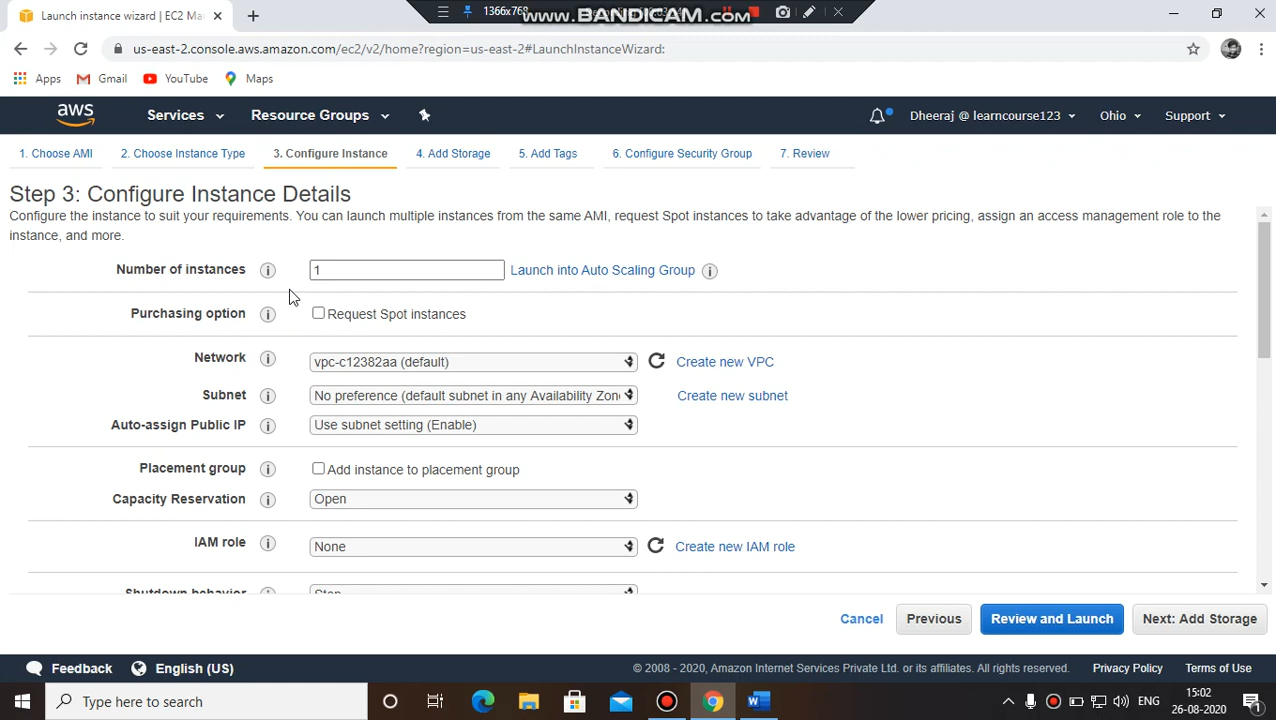 Launch instance wizard | EC2 Ma
1366x768
www.BANDICAM.com
us-east-2.console.aws.amazon.com/ec2/v2/home?region=us-east-2#LaunchInstanceWizard:
Apps Gmail YouTube Maps
aws Services Resource Groups Dheeraj @ learncourse123 Ohio Support
1. Choose AMI 2. Choose Instance Type 3. Configure Instance 4. Add Storage 5. Add Tags 6. Configure Security Group 7. Review
Step 3: Configure Instance Details
Configure the instance to suit your requirements. You can launch multiple instances from the same AMI, request Spot instances to take advantage of the lower pricing, assign an access management role to the
instance, and more.
Number of instances 1 Launch into Auto Scaling Group
Purchasing option Request Spot instances
Network vpc-c12382aa (default) Create new VPC
Subnet No preference (default subnet in any Availability Zon Create new subnet
Auto-assign Public IP Use subnet setting (Enable)
Placement group Add instance to placement group
Capacity Reservation Open
IAM role None Create new IAM role
Shutdown behavior Stop
Cancel Previous Review and Launch Next: Add Storage
Feedback English (US) © 2008 - 2020, Amazon Internet Services Private Ltd. or its affiliates. All rights reserved. Privacy Policy Terms of Use
Type here to search ENG 15:02
26-08-2020